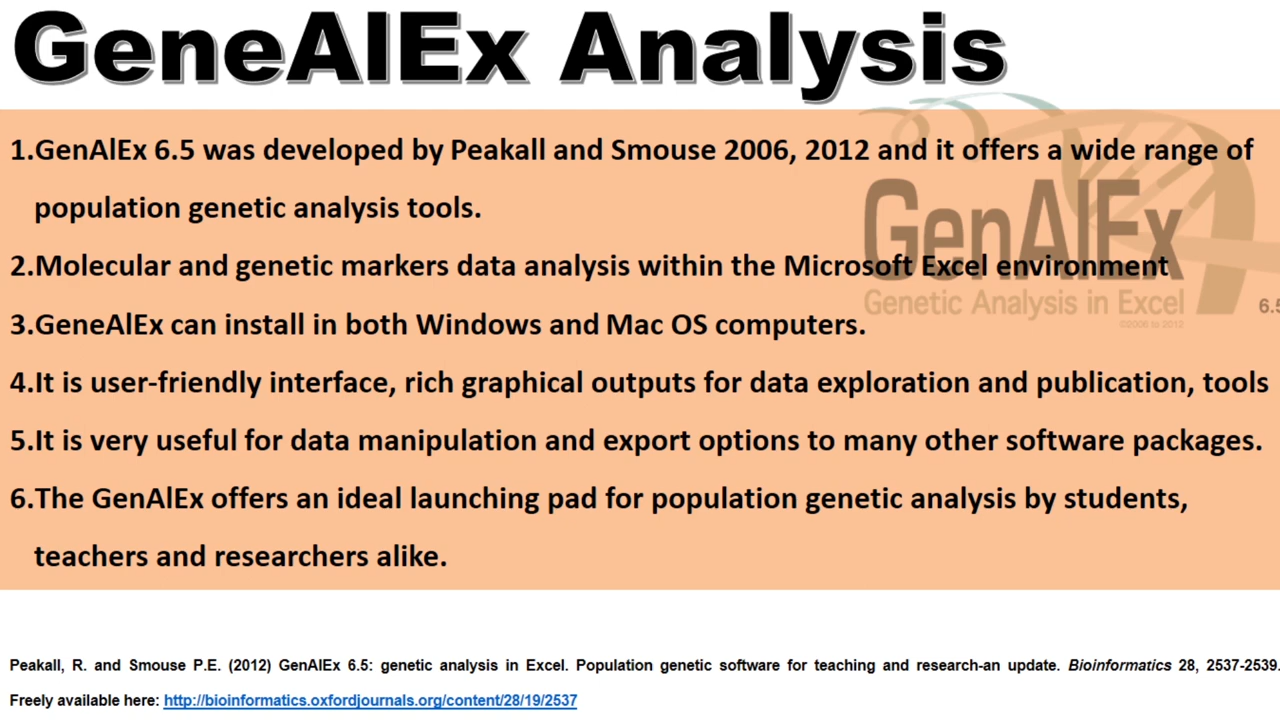 GeneAlEx Analysis
1.GenAlEx 6.5 was developed by Peakall and Smouse 2006, 2012 and it offers a wide range of
population genetic analysis tools.
GenAlEx
2.Molecular and genetic markers data analysis within the Microsoft Excel environment
Genetic Analysis in Excel
6.5
©2006 to 2012
3.GeneAlEx can install in both Windows and Mac OS computers.
4.It is user-friendly interface, rich graphical outputs for data exploration and publication, tools
5.It is very useful for data manipulation and export options to many other software packages.
6.The GenAlEx offers an ideal launching pad for population genetic analysis by students,
teachers and researchers alike.
Peakall, R. and Smouse P.E. (2012) GenAlEx 6.5: genetic analysis in Excel. Population genetic software for teaching and research-an update. Bioinformatics 28, 2537-2539.
Freely available here: http://bioinformatics.oxfordjournals.org/content/28/19/2537